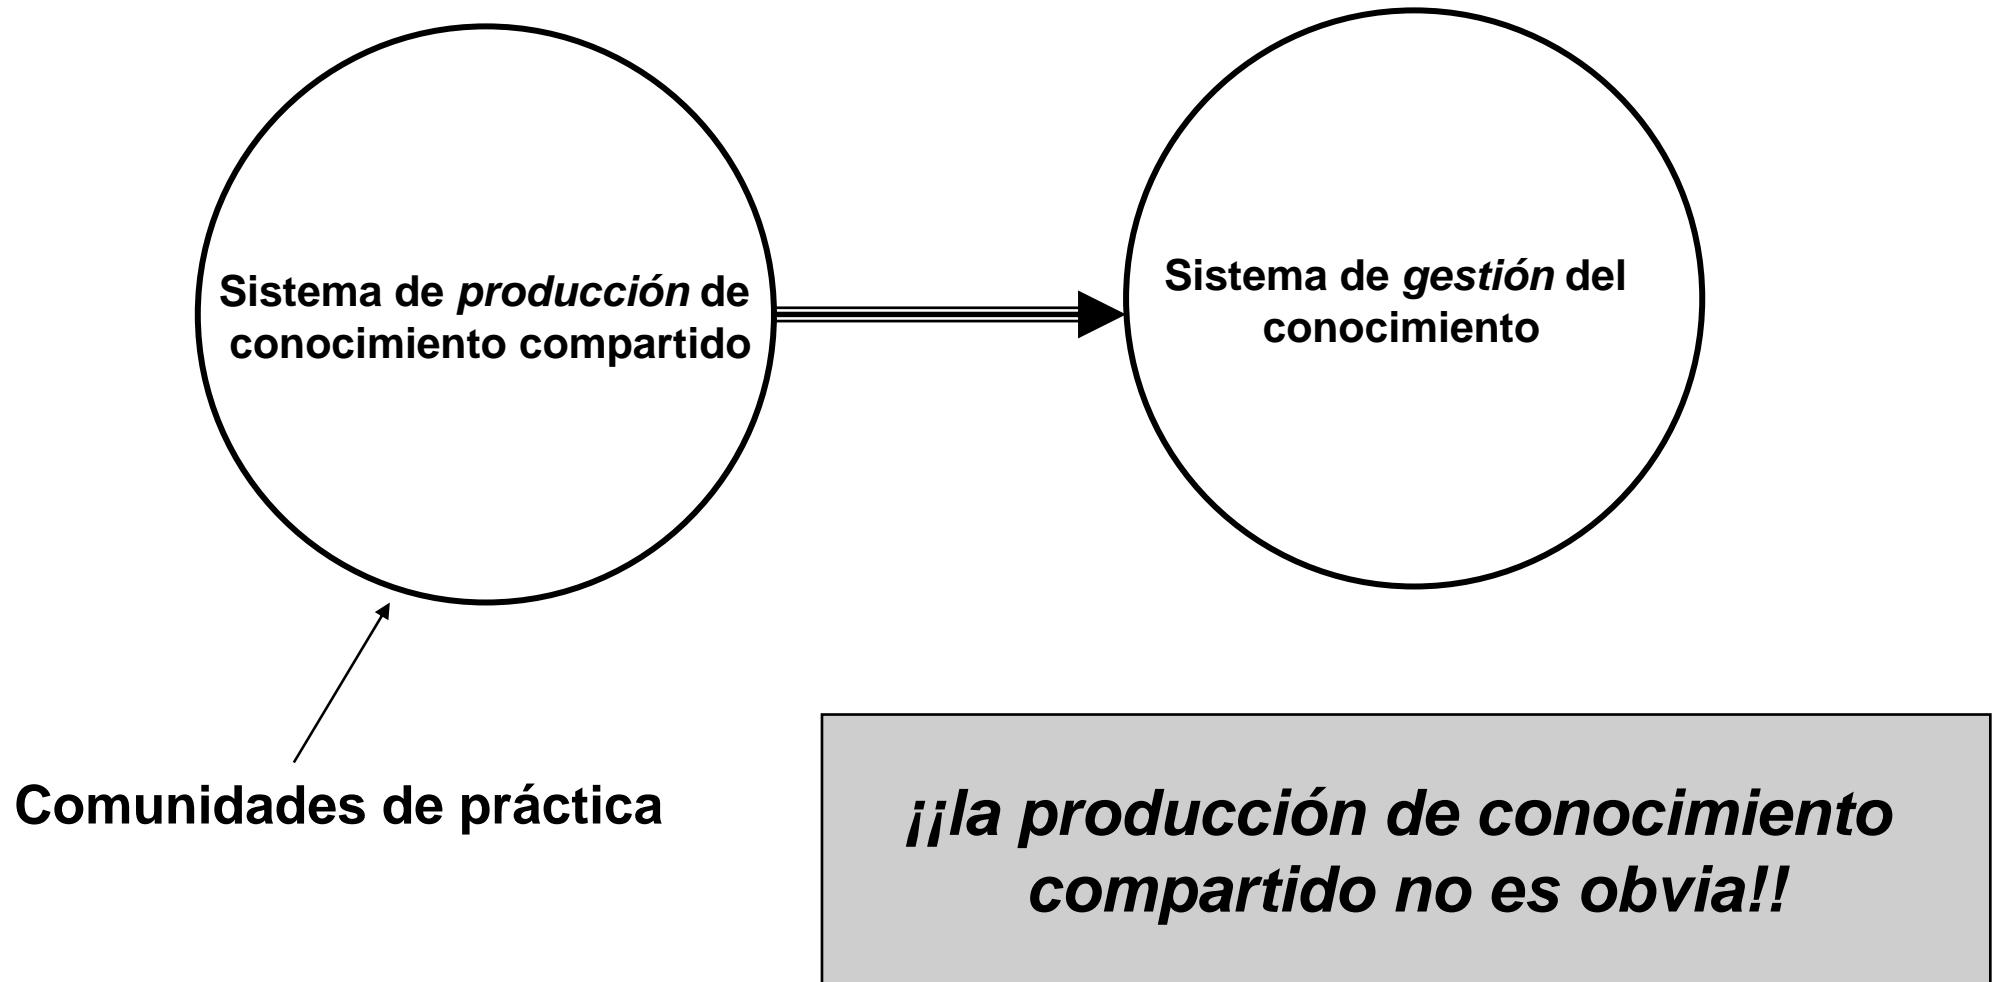 Sistema de producción de
conocimiento compartido
Sistema de gestión del
conocimiento
Comunidades de práctica
¡¡la producción de conocimiento
compartido no es obvia!!